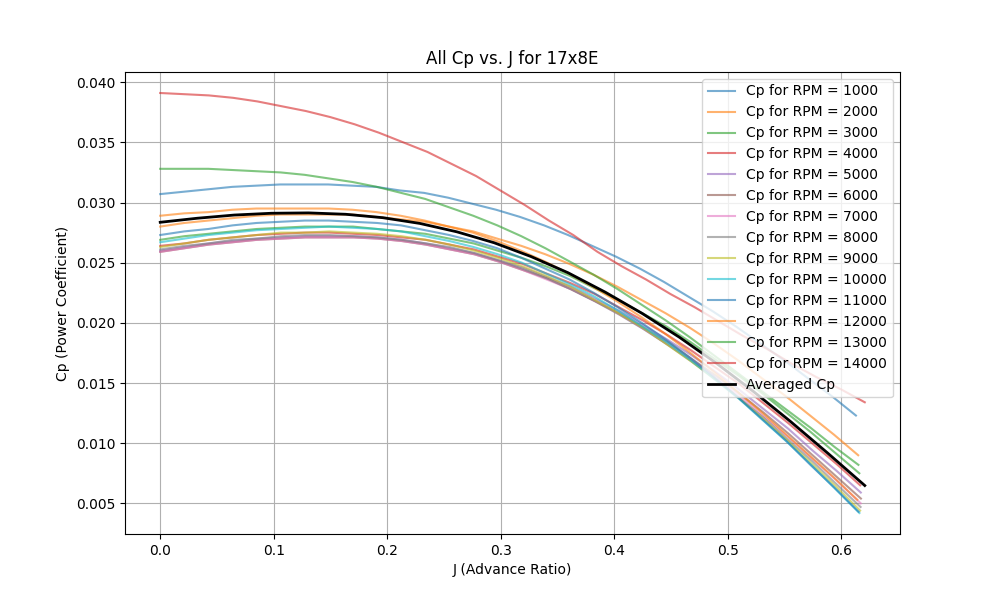 All Cp vs. J for 17x8E
Cp (Power Coefficient)
0.040
0.035
0.030
0.025
0.020
0.015
0.010
0.005
Cp for RPM = 1000
Cp for RPM = 2000
Cp for RPM = 3000
Cp for RPM = 4000
Cp for RPM = 5000
Cp for RPM = 6000
Cp for RPM = 7000
Cp for RPM = 8000
Cp for RPM = 9000
Cp for RPM = 10000
Cp for RPM = 11000
Cp for RPM = 12000
Cp for RPM = 13000
Cp for RPM = 14000
Averaged Cp
0.0 0.1 0.2 0.3 0.4 0.5 0.6
J (Advance Ratio)